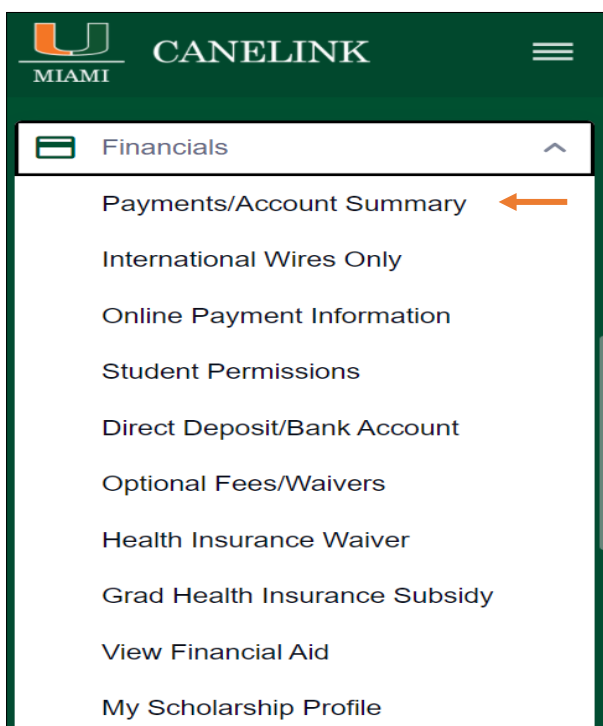 MIAMI
CANELINK
Financials
Payments/Account Summary
International Wires Only
Online Payment Information
Student Permissions
Direct Deposit/Bank Account
Optional Fees/Waivers
Health Insurance Waiver
Grad Health Insurance Subsidy
View Financial Aid
My Scholarship Profile